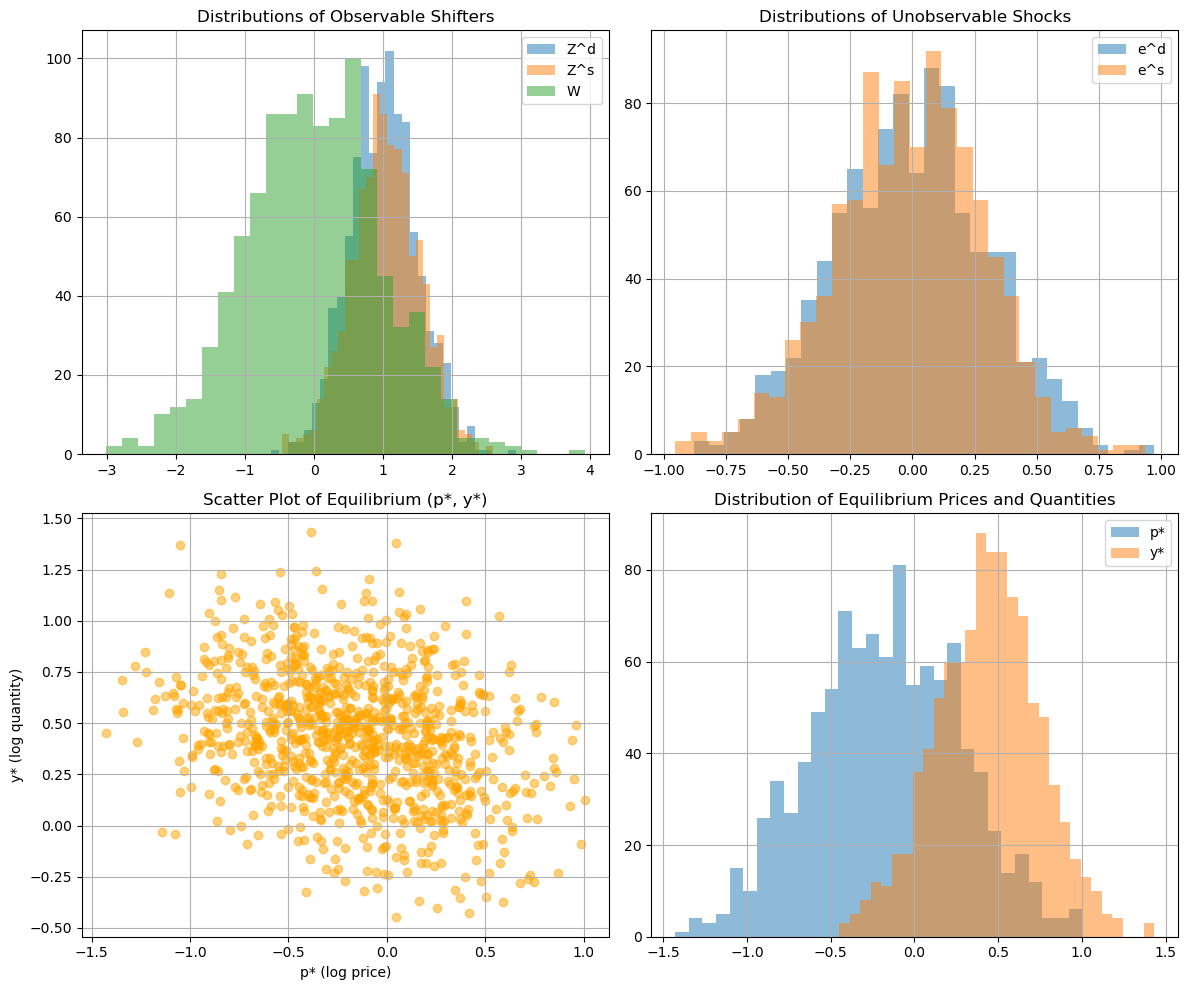 Distributions of Observable Shifters
Z^d
Z^s
W
100
80
60
40
20
0
−3 −2 −1 0 1 2 3 4
Distributions of Unobservable Shocks
e^d
e^s
80
60
40
20
0
−1.00 −0.75 −0.50 −0.25 0.00 0.25 0.50 0.75 1.00
Scatter Plot of Equilibrium (p*, y*)
y* (log quantity)
1.50
1.25
1.00
0.75
0.50
0.25
0.00
−0.25
−0.50
−1.5 −1.0 −0.5 0.0 0.5 1.0
p* (log price)
Distribution of Equilibrium Prices and Quantities
p*
y*
80
60
40
20
0
−1.5 −1.0 −0.5 0.0 0.5 1.0 1.5